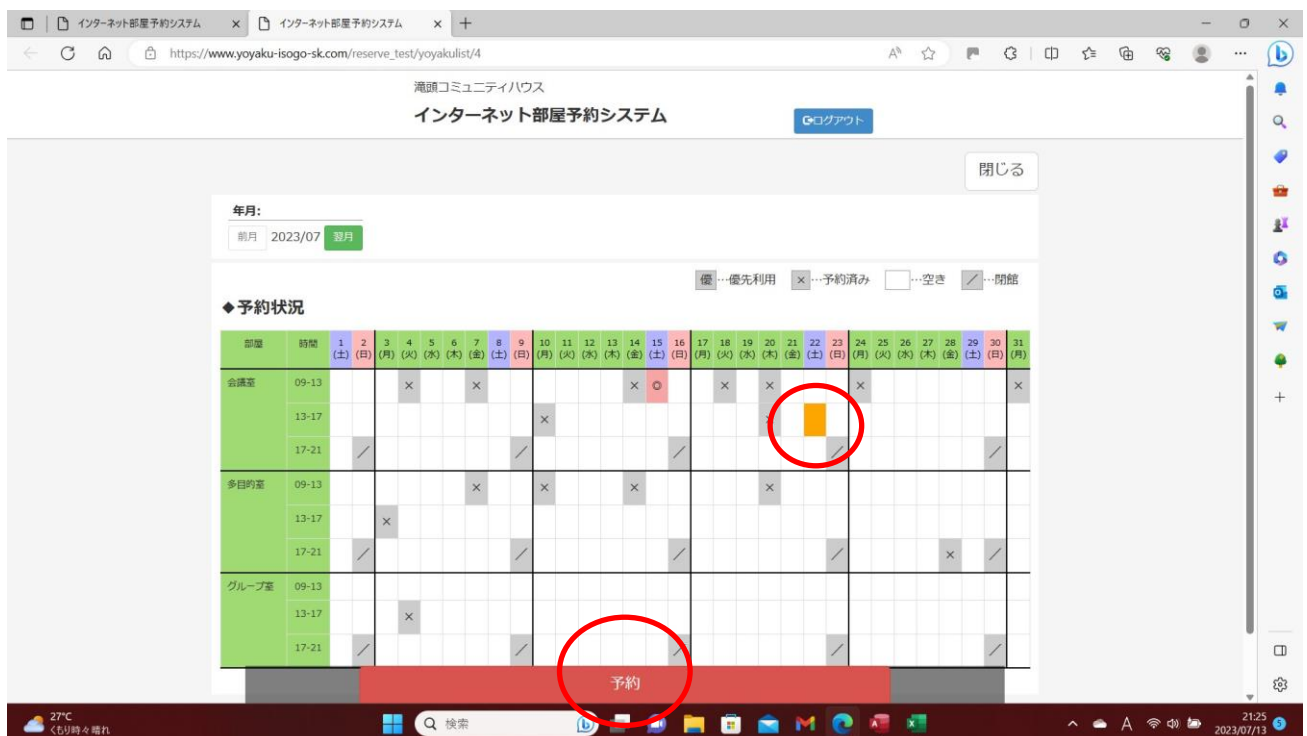 インターネット部屋予約システム
インターネット部屋予約システム
https://www.yoyaku-isogo-sk.com/reserve_test/yoyakulist/4
滝頭コミュニティハウス
インターネット部屋予約システム
ログアウト
閉じる
年月:
前月 2023/07 翌月
優 …優先利用 × …予約済み …空き ／ …閉館
◆予約状況
部屋 時間 1 2 3 4 5 6 7 8 9 10 11 12 13 14 15 16 17 18 19 20 21 22 23 24 25 26 27 28 29 30 31
(土) (日) (月) (火) (水) (木) (金) (土) (日) (月) (火) (水) (木) (金) (土) (日) (月) (火) (水) (木) (金) (土) (日) (月) (火) (水) (木) (金) (土) (日) (月)
会議室 09-13 × × × ◎ × × × ×
13-17 × ×
17-21 ／ ／ ／ ／ ／
多目的室 09-13 × × × ×
13-17 ×
17-21 ／ ／ ／ ／ × ／
グループ室 09-13
13-17 ×
17-21 ／ ／ ／ ／ ／
予約
27°C
くもり時々晴れ
検索
A
21:25
2023/07/13
5